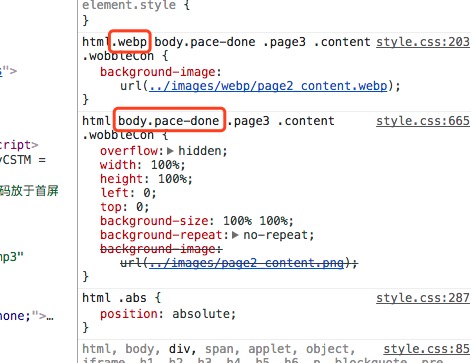 element.style {
}
html.webp body.pace-done .page3 .content style.css:203
.wobbleCon {
background-image:
url(../images/webp/page2_content.webp);
}
html body.pace-done .page3 .content style.css:665
.wobbleCon {
overflow:▶hidden;
width: 100%;
height: 100%;
left: 0;
top: 0;
background-size: 100% 100%;
background-repeat:▶no-repeat;
background-image:
url(../images/page2_content.png);
}
html .abs { style.css:287
position: absolute;
}
html, body, div, span, applet, object, style.css:85
iframe, h1, h2, h3, h4, h5, h6, p, blockquote, pre,
s">
cript>
yCSTM =
码放于首屏
mp3"
none;">…